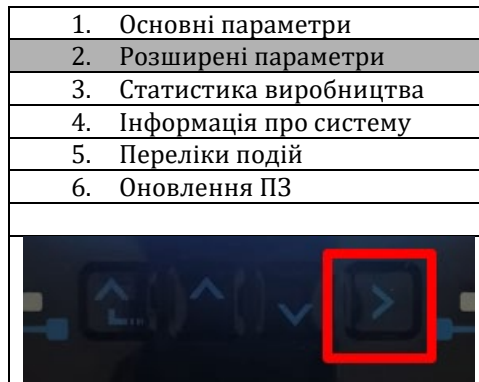 1. Основні параметри
2. Розширені параметри
3. Статистика виробництва
4. Інформація про систему
5. Переліки подій
6. Оновлення ПЗ